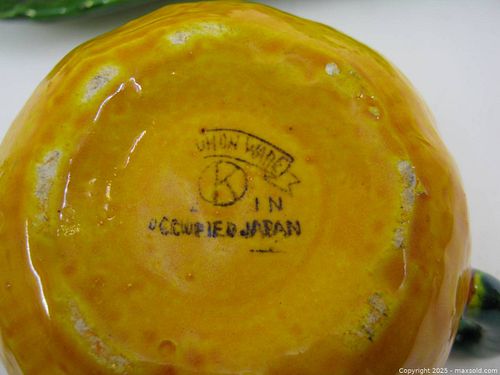 WARE
K
IN
OCCUPIED JAPAN
Copyright 2025 - maxsold.com